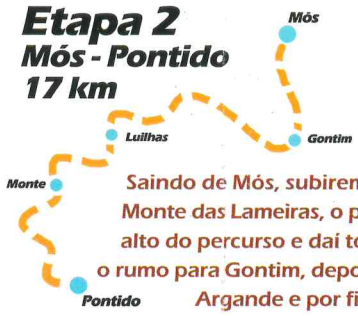 Etapa 2
Mós - Pontido
17 km
Mós
Luilhas
Gontim
Monte
Pontido
Saindo de Mós, subirem
Monte das Lameiras, o p
alto do percurso e daí to
o rumo para Gontim, depo
Argande e por fi